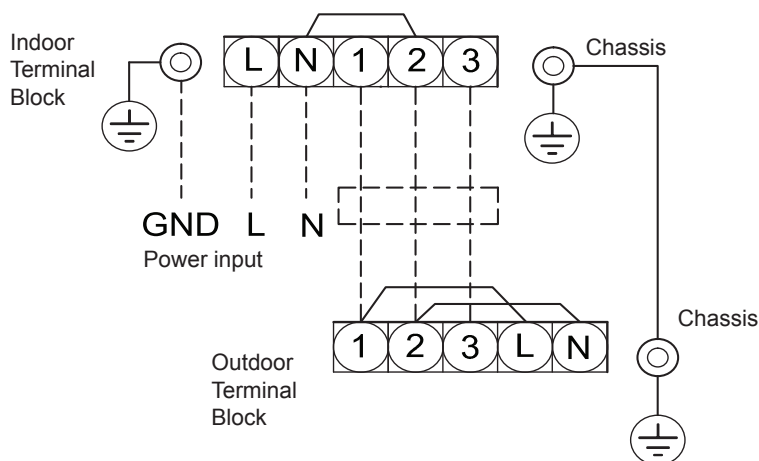 Indoor
Terminal
Block
L N 1 2 3
Chassis
GND L N
Power input
1 2 3 L N
Chassis
Outdoor
Terminal
Block